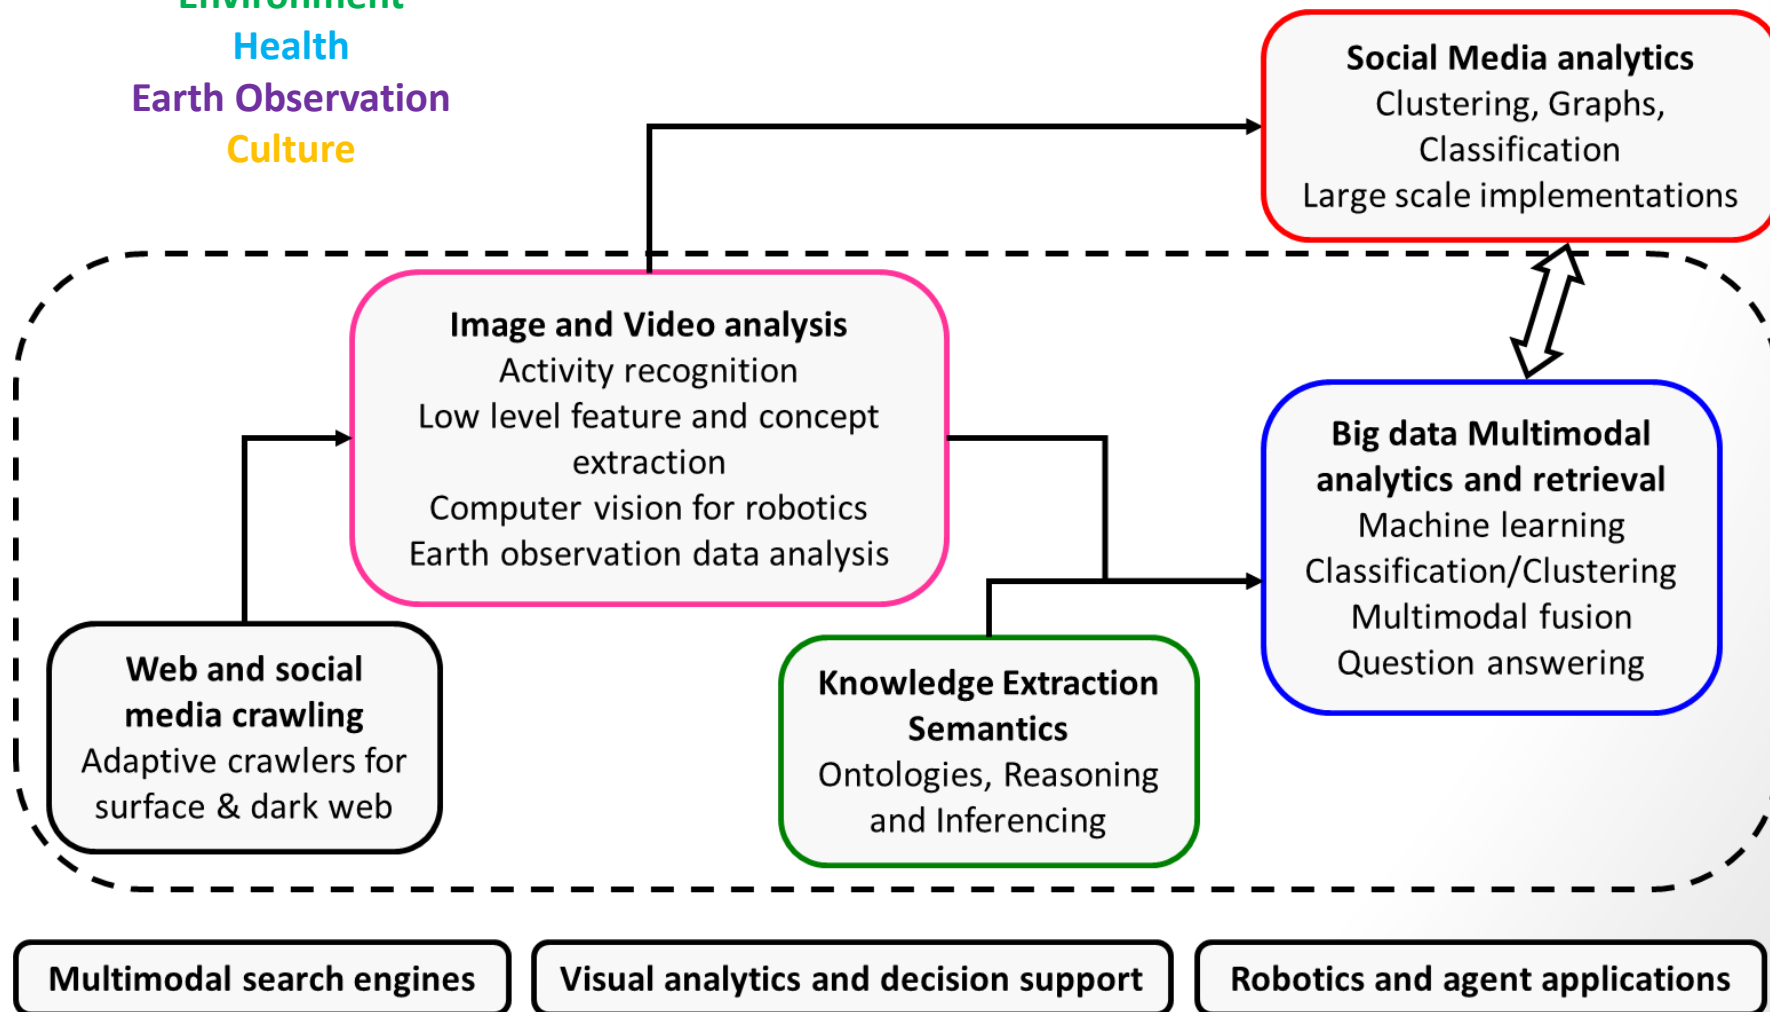 Environment
Health
Earth Observation
Culture
Social Media analytics
Clustering, Graphs,
Classification
Large scale implementations
Image and Video analysis
Activity recognition
Low level feature and concept
extraction
Computer vision for robotics
Earth observation data analysis
Big data Multimodal
analytics and retrieval
Machine learning
Classification/Clustering
Multimodal fusion
Question answering
Web and social
media crawling
Adaptive crawlers for
surface & dark web
Knowledge Extraction
Semantics
Ontologies, Reasoning
and Inferencing
Multimodal search engines
Visual analytics and decision support
Robotics and agent applications